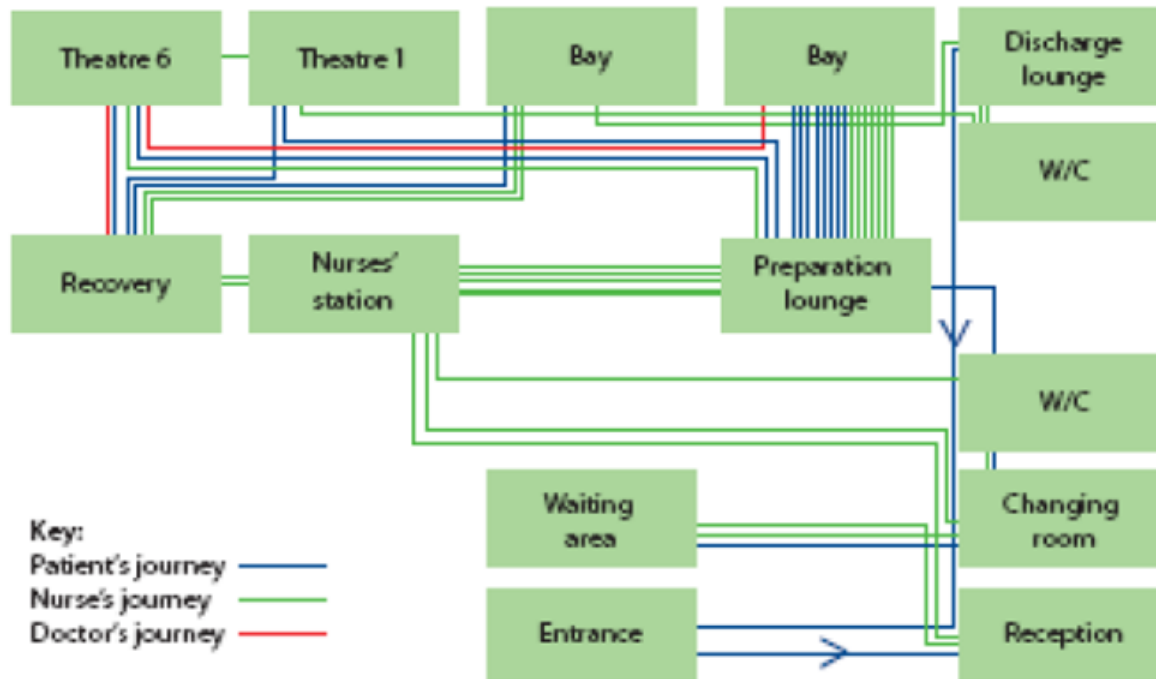 Theatre 6
Theatre 1
Bay
Bay
Discharge
lounge
W/C
Recovery
Nurses'
station
Preparation
lounge
W/C
Waiting
area
Changing
room
Key:
Patient's journey
Nurse's journey
Doctor's journey
Entrance
Reception